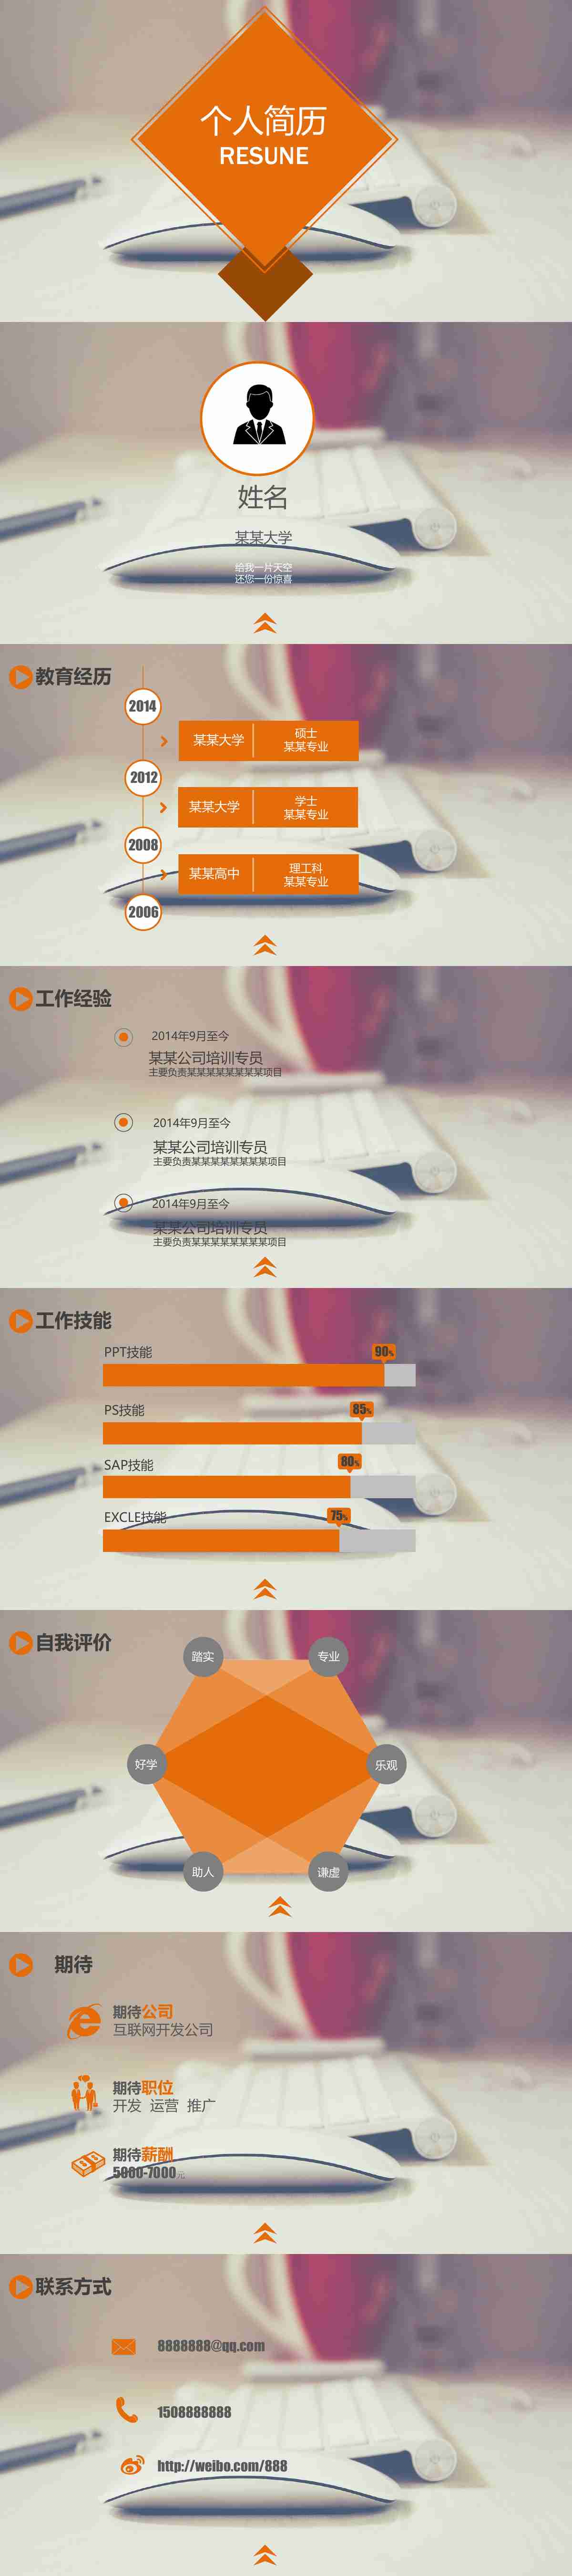 个人简历
RESUME
姓名
某某大学
给我一片天空
还您一份惊喜
教育经历
2014
某某大学
硕士
某某专业
2012
某某大学
学士
某某专业
2008
某某高中
理工科
某某专业
2006
工作经验
2014年9月至今
某某公司培训专员
主要负责某某某某某某某某项目
2014年9月至今
某某公司培训专员
主要负责某某某某某某某某项目
2014年9月至今
某某公司培训专员
主要负责某某某某某某某某项目
工作技能
PPT技能
90%
PS技能
85%
SAP技能
80%
EXCLE技能
75%
自我评价
踏实
专业
好学
乐观
助人
谦虚
期待
期待公司
互联网开发公司
期待职位
开发 运营 推广
期待薪酬
5000-7000元
联系方式
8888888@qq.com
1508888888
http://weibo.com/888